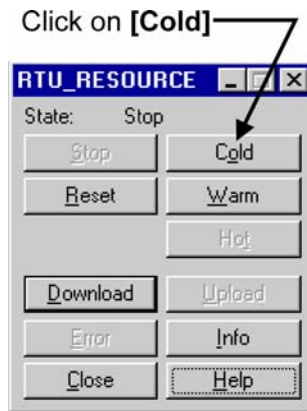 Click on [Cold]
RTU_RESOURCE
State: Stop
Stop Cold
Reset Warm
Hot
Download Upload
Error Info
Close Help